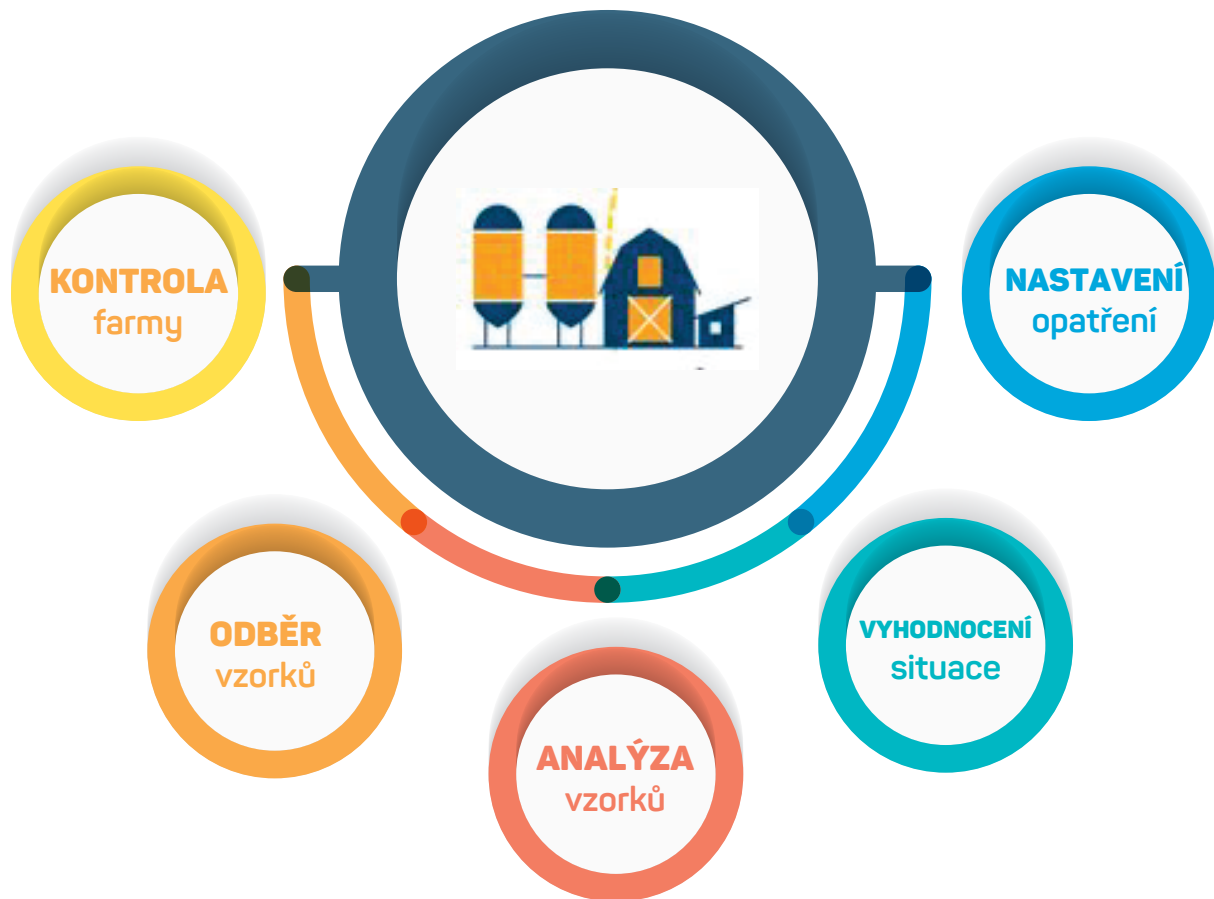 KONTROLA
farmy
ODBĚR
vzorků
ANALÝZA
vzorků
VYHODNOCENÍ
situace
NASTAVENÍ
opatření